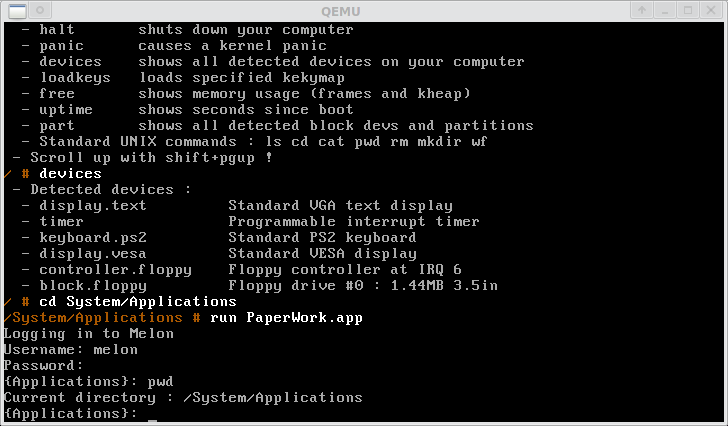 QEMU
- halt shuts down your computer
- panic causes a kernel panic
- devices shows all detected devices on your computer
- loadkeys loads specified kekymap
- free shows memory usage (frames and kheap)
- uptime shows seconds since boot
- part shows all detected block devs and partitions
- Standard UNIX commands : ls cd cat pwd rm mkdir wf
- Scroll up with shift+pgup !
/ # devices
- Detected devices :
- display.text Standard VGA text display
- timer Programmable interrupt timer
- keyboard.ps2 Standard PS2 keyboard
- display.vesa Standard VESA display
- controller.floppy Floppy controller at IRQ 6
- block.floppy Floppy drive #0 : 1.44MB 3.5in
/ # cd System/Applications
/System/Applications # run PaperWork.app
Logging in to Melon
Username: melon
Password:
{Applications}: pwd
Current directory : /System/Applications
{Applications}: _